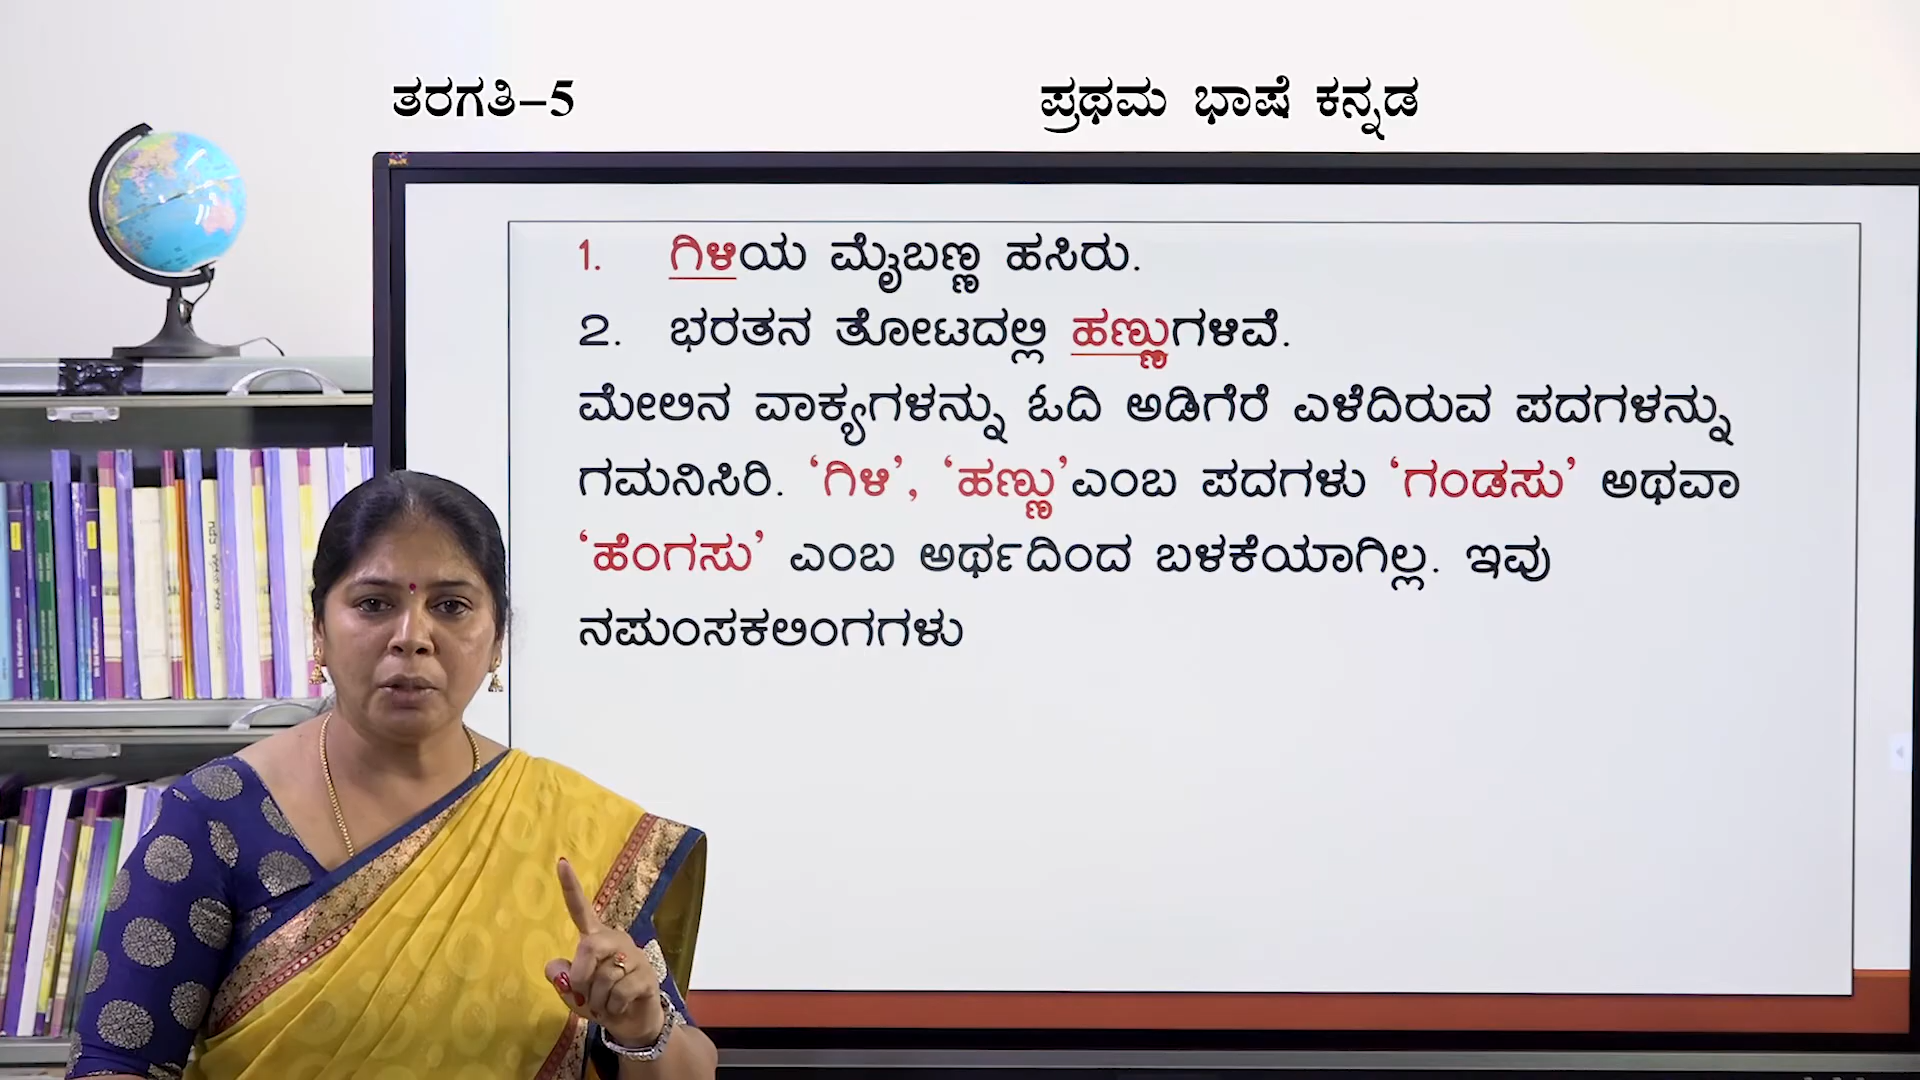 ತರಗತಿ-5
ಪ್ರಥಮ ಭಾಷೆ ಕನ್ನಡ
1. ಗಿಳಿಯ ಮೈಬಣ್ಣ ಹಸಿರು.
೨. ಭರತನ ತೋಟದಲ್ಲಿ ಹಣ್ಣುಗಳಿವೆ.
ಮೇಲಿನ ವಾಕ್ಯಗಳನ್ನು ಓದಿ ಅಡಿಗೆರೆ ಎಳೆದಿರುವ ಪದಗಳನ್ನು
ಗಮನಿಸಿರಿ. ‘ಗಿಳಿ’, ‘ಹಣ್ಣು’ಎಂಬ ಪದಗಳು ‘ಗಂಡಸು’ ಅಥವಾ
‘ಹೆಂಗಸು’ ಎಂಬ ಅರ್ಥದಿಂದ ಬಳಕೆಯಾಗಿಲ್ಲ. ಇವು
ನಪುಂಸಕಲಿಂಗಗಳು